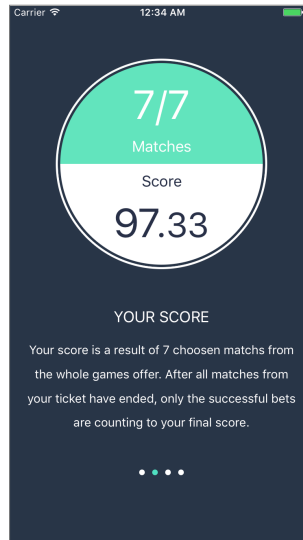 Carrier 12:34 AM
7/7
Matches
Score
97.33
YOUR SCORE
Your score is a result of 7 choosen matchs from
the whole games offer. After all matches from
your ticket have ended, only the successful bets
are counting to your final score.